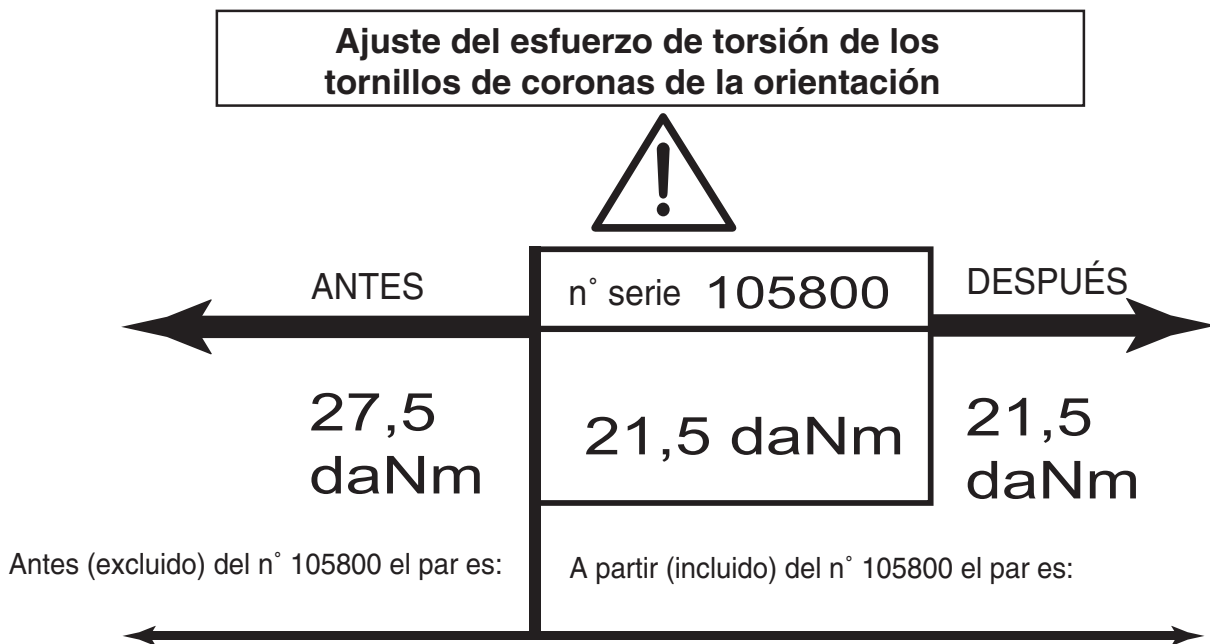 Ajuste del esfuerzo de torsión de los
tornillos de coronas de la orientación
ANTES
n° serie 105800
DESPUÉS
27,5
daNm
21,5 daNm
21,5
daNm
Antes (excluido) del n° 105800 el par es:
A partir (incluido) del n° 105800 el par es: